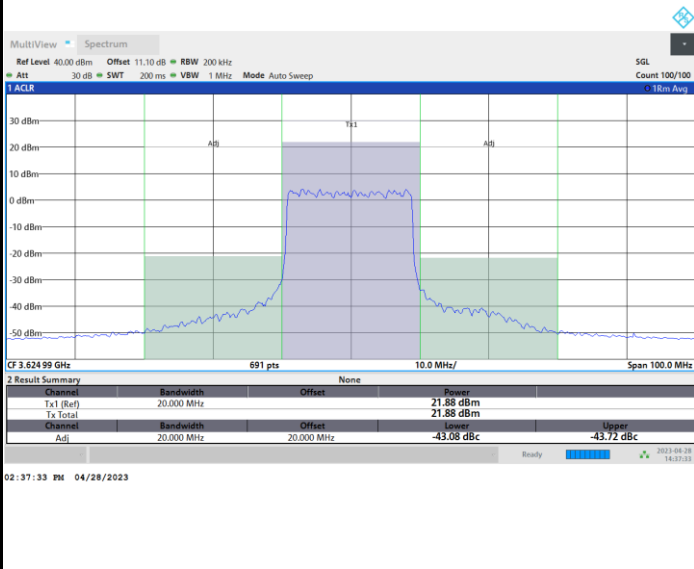 MultiView Spectrum
Ref Level 40.00 dBm Offset 11.10 dB RBW 200 kHz SGL
Att 30 dB SWT 200 ms VBW 1 MHz Mode Auto Sweep Count 100/100
1 ACLR 1Rm Avg
30 dBm
Tx1
20 dBm Adj Adj
10 dBm
0 dBm
-10 dBm
-20 dBm
-30 dBm
-40 dBm
-50 dBm
CF 3.62499 GHz 691 pts 10.0 MHz/ Span 100.0 MHz
2 Result Summary None
Channel Bandwidth Offset Power
Tx1 (Ref) 20.000 MHz 21.88 dBm
Tx Total 21.88 dBm
Channel Bandwidth Offset Lower Upper
Adj 20.000 MHz 20.000 MHz -43.08 dBc -43.72 dBc
Ready 2023-04-28
14:37:33
02:37:33 PM 04/28/2023